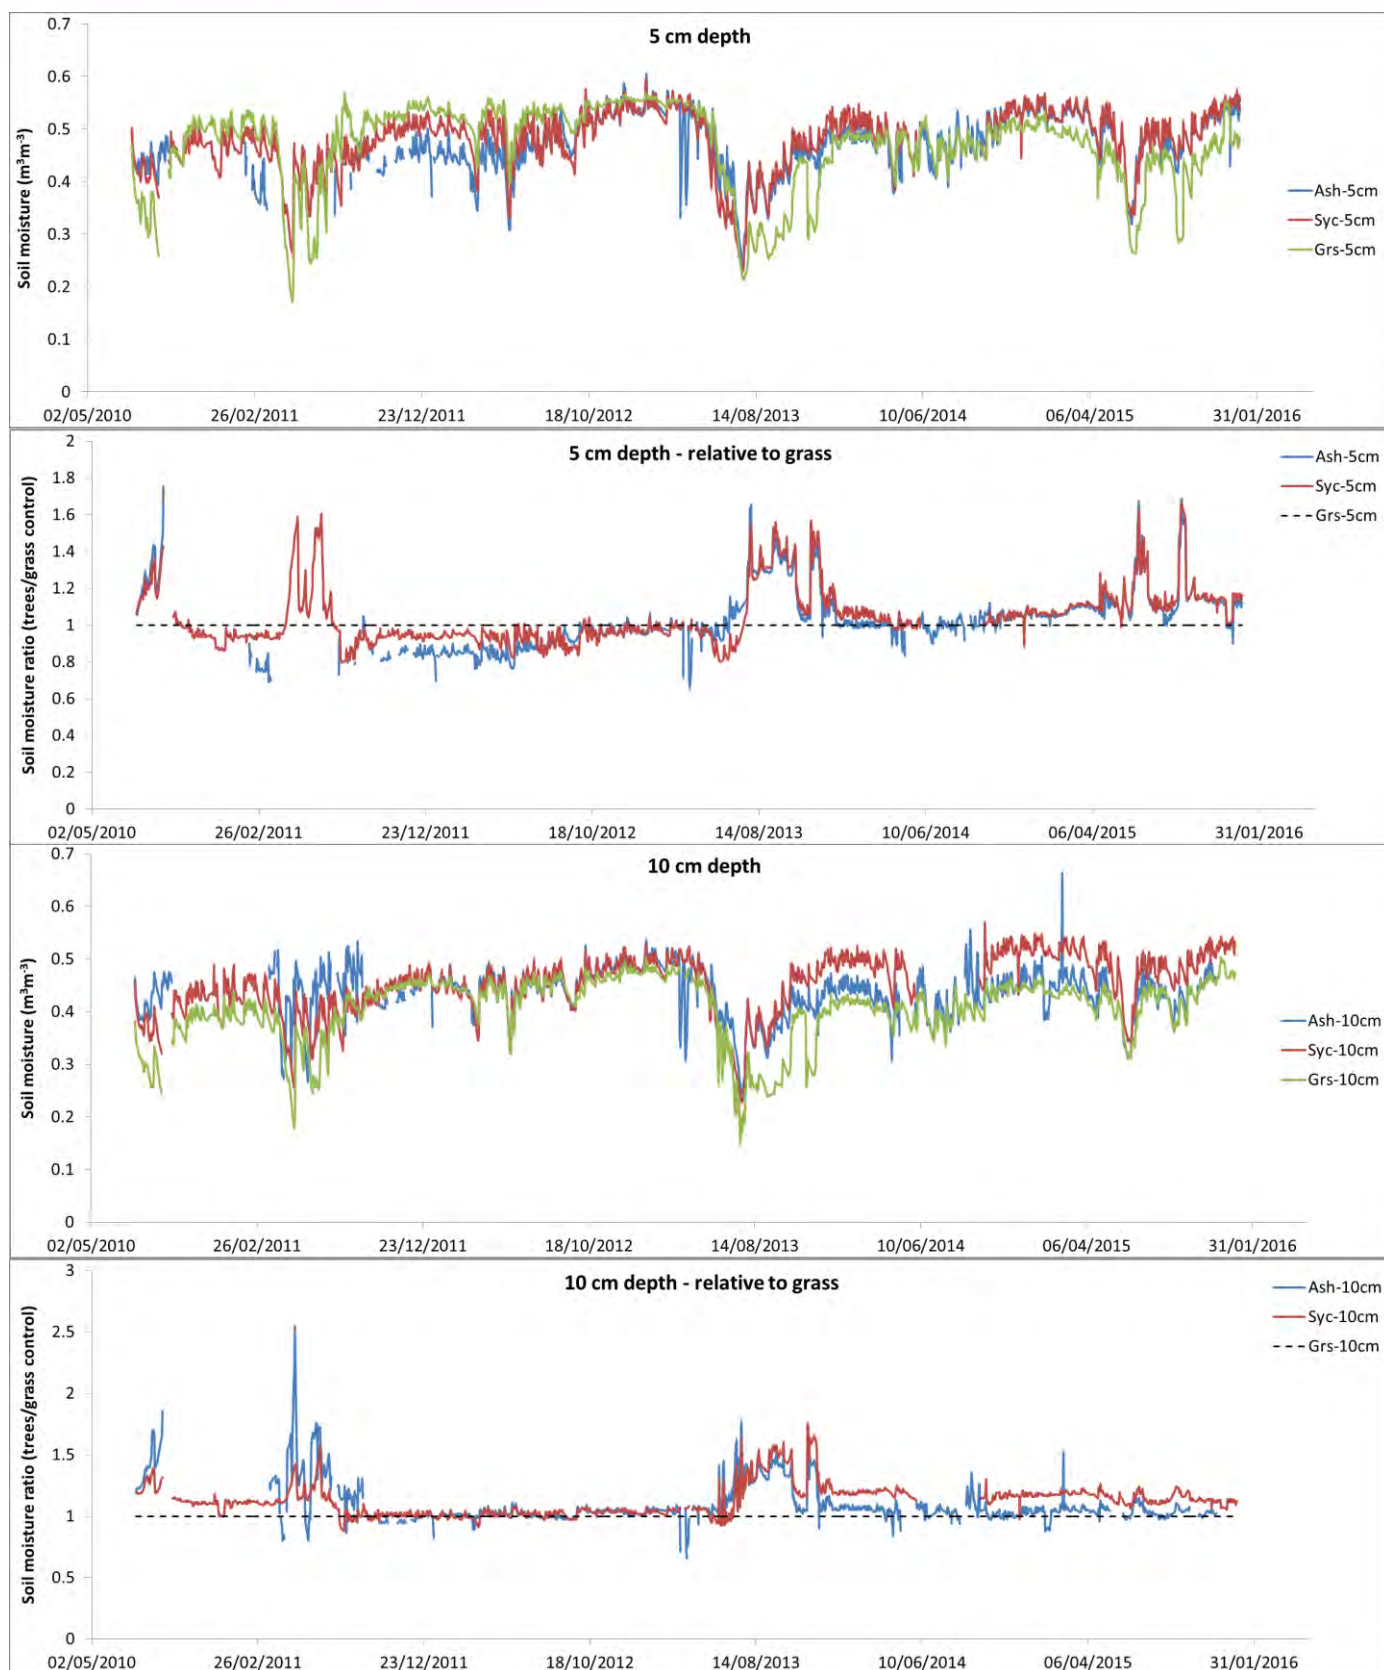 5 cm depth
Soil moisture (m³m⁻³)
0.7
0.6
0.5
0.4
0.3
0.2
0.1
0
02/05/2010 26/02/2011 23/12/2011 18/10/2012 14/08/2013 10/06/2014 06/04/2015 31/01/2016
Ash-5cm
Syc-5cm
Grs-5cm
5 cm depth - relative to grass
Soil moisture ratio (trees/grass control)
2
1.8
1.6
1.4
1.2
1
0.8
0.6
0.4
0.2
0
02/05/2010 26/02/2011 23/12/2011 18/10/2012 14/08/2013 10/06/2014 06/04/2015 31/01/2016
Ash-5cm
Syc-5cm
Grs-5cm
10 cm depth
Soil moisture (m³m⁻³)
0.7
0.6
0.5
0.4
0.3
0.2
0.1
0
02/05/2010 26/02/2011 23/12/2011 18/10/2012 14/08/2013 10/06/2014 06/04/2015 31/01/2016
Ash-10cm
Syc-10cm
Grs-10cm
10 cm depth - relative to grass
Soil moisture ratio (trees/grass control)
3
2.5
2
1.5
1
0.5
0
02/05/2010 26/02/2011 23/12/2011 18/10/2012 14/08/2013 10/06/2014 06/04/2015 31/01/2016
Ash-10cm
Syc-10cm
Grs-10cm